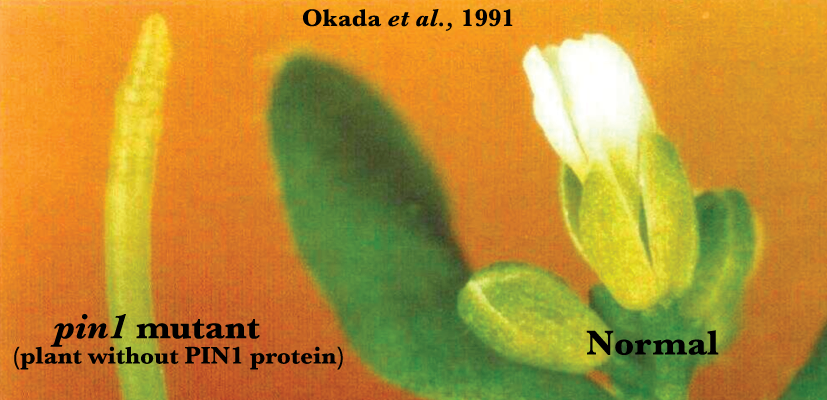 Okada et al., 1991
pin1 mutant
(plant without PIN1 protein)
Normal